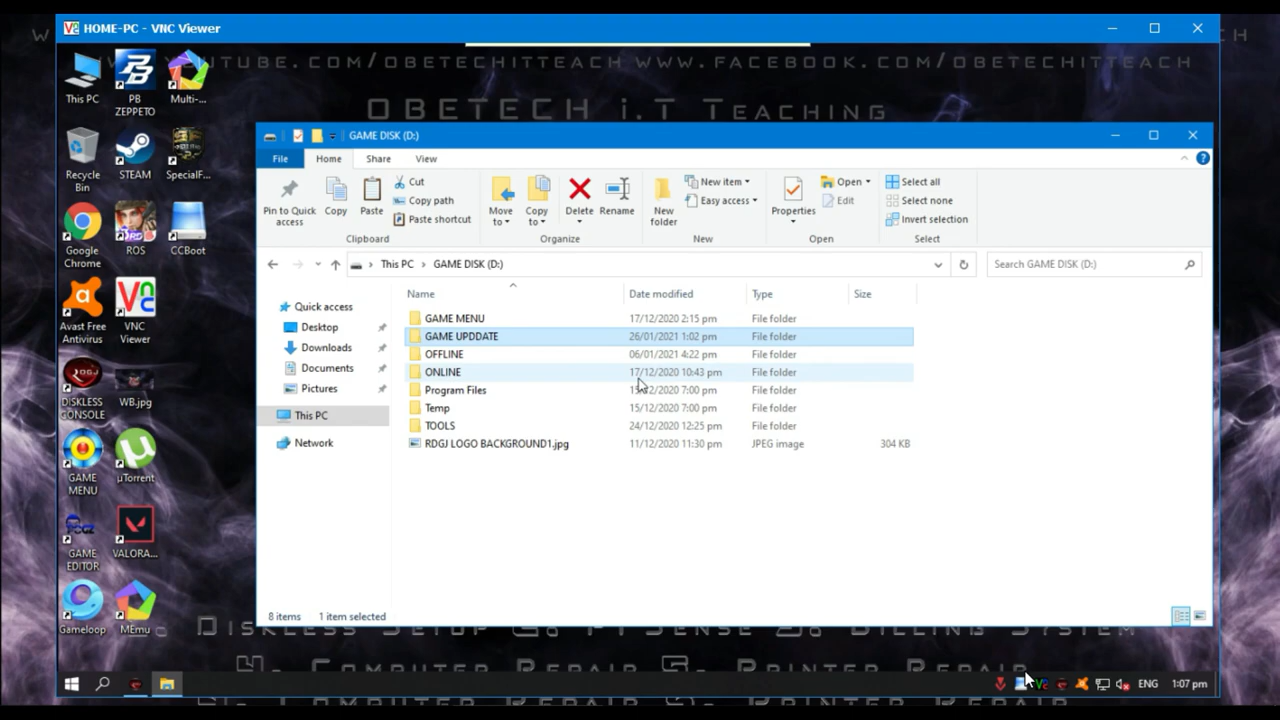 HOME-PC - VNC Viewer
WWW.FACEBOOK.COM/OBETECHITTEACH WWW.
OBETECH i.T TEACHING
This PC
PB ZEPPETO
Multi-...
Recycle Bin
STEAM
SpecialF...
Google Chrome
ROS
CCBoot
Avast Free Antivirus
VNC Viewer
DISKLESS CONSOLE
WB.jpg
GAME MENU
µTorrent
GAME EDITOR
VALORA...
Gameloop
MEmu
GAME DISK (D:)
File Home Share View
Pin to Quick access
Copy
Paste
Cut
Copy path
Paste shortcut
Clipboard
Move to
Copy to
Delete
Rename
Organize
New folder
New item
Easy access
New
Properties
Open
Edit
Open
Select all
Select none
Invert selection
Select
This PC GAME DISK (D:)
Search GAME DISK (D:)
Quick access
Desktop
Downloads
Documents
Pictures
This PC
Network
Name Date modified Type Size
GAME MENU 17/12/2020 2:15 pm File folder
GAME UPDDATE 26/01/2021 1:02 pm File folder
OFFLINE 06/01/2021 4:22 pm File folder
ONLINE 17/12/2020 10:43 pm File folder
Program Files 15/12/2020 7:00 pm File folder
Temp 15/12/2020 7:00 pm File folder
TOOLS 24/12/2020 12:25 pm File folder
RDGJ LOGO BACKGROUND1.jpg 11/12/2020 11:30 pm JPEG image 304 KB
8 items 1 item selected
BILLING SYSTEM
COMPUTER REPAIR 5. PRINTER REPAIR
ENG 1:07 pm